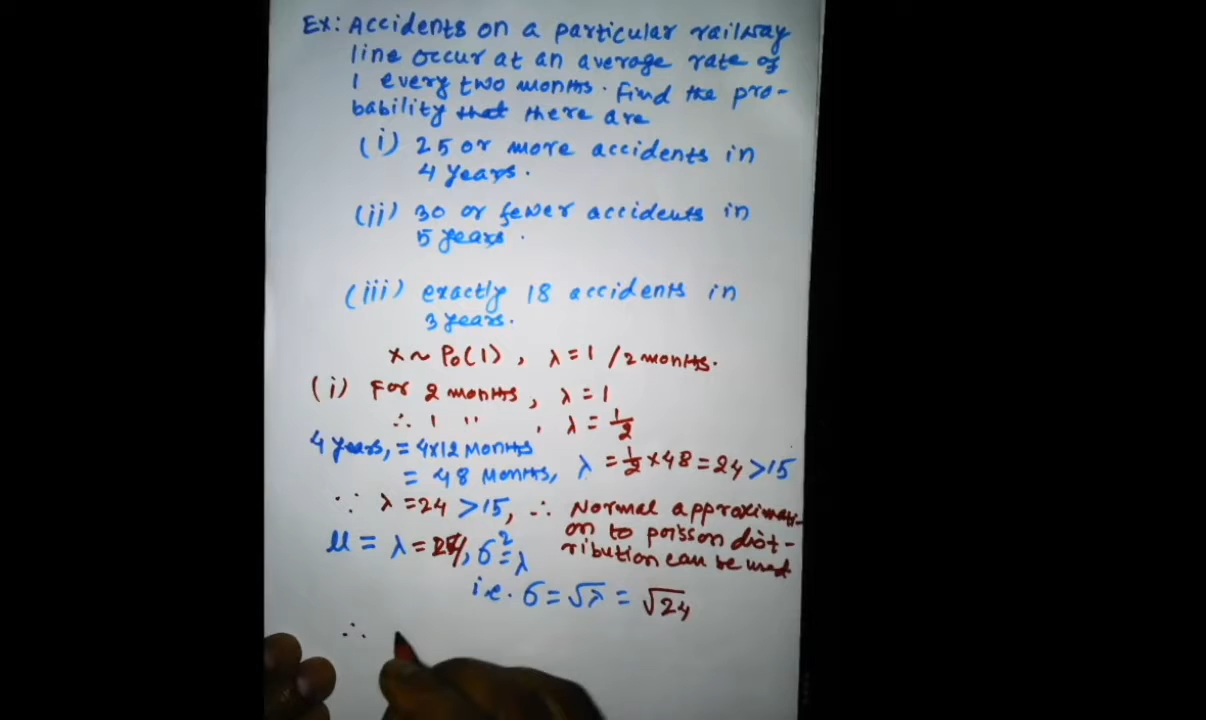 Ex: Accidents on a particular railway
line occur at an average rate of
1 every two months. Find the pro-
bability that there are
(i) 25 or more accidents in
4 years.
(ii) 30 or fewer accidents in
5 years.
(iii) exactly 18 accidents in
3 years.
X ~ Po(1), λ = 1 / 2 months.
(i) For 2 months, λ = 1
∴ 1 ", λ = 1/2
4 years, = 4x12 Months
= 48 Months, λ = 1/2 x 48 = 24 > 15
∵ λ = 24 > 15, ∴ Normal approximati-
on to poisson dist-
ribution can be used
μ = λ = 24, σ² = λ
i.e. σ = √λ = √24
∴